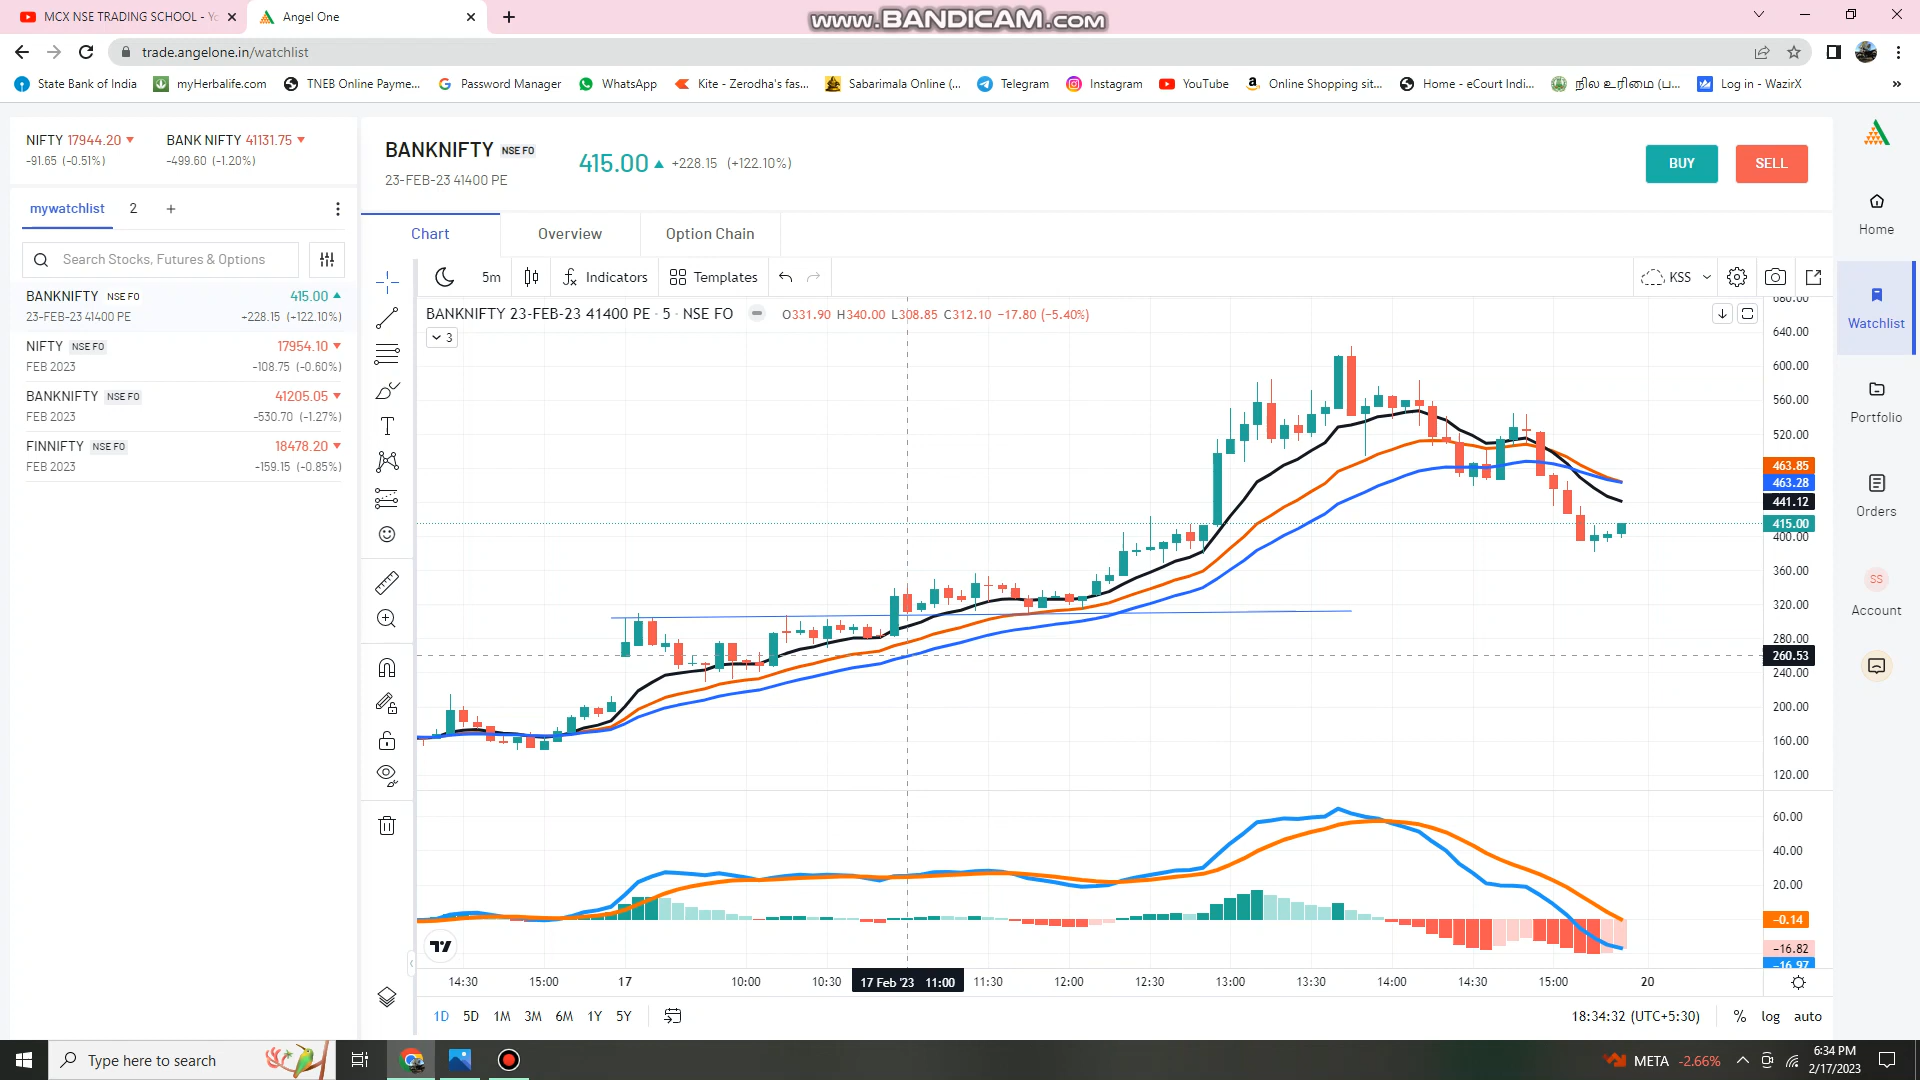 MCX NSE TRADING SCHOOL - Yo
Angel One
www.BANDICAM.com
trade.angelone.in/watchlist
State Bank of India
myHerbalife.com
TNEB Online Payme...
Password Manager
WhatsApp
Kite - Zerodha's fas...
Sabarimala Online (...
Telegram
Instagram
YouTube
Online Shopping sit...
Home - eCourt Indi...
நில உரிமை (ப...
Log in - WazirX
»
NIFTY 17944.20
-91.65 (-0.51%)
BANK NIFTY 41131.75
-499.60 (-1.20%)
mywatchlist 2 +
Search Stocks, Futures & Options
BANKNIFTY NSE FO 415.00
23-FEB-23 41400 PE +228.15 (+122.10%)
NIFTY NSE FO 17954.10
FEB 2023 -108.75 (-0.60%)
BANKNIFTY NSE FO 41205.05
FEB 2023 -530.70 (-1.27%)
FINNIFTY NSE FO 18478.20
FEB 2023 -159.15 (-0.85%)
BANKNIFTY NSE FO
23-FEB-23 41400 PE
415.00 +228.15 (+122.10%)
BUY
SELL
Chart
Overview
Option Chain
5m
Indicators
Templates
KSS
BANKNIFTY 23-FEB-23 41400 PE · 5 · NSE FO
O331.90 H340.00 L308.85 C312.10 −17.80 (−5.40%)
3
680.00
640.00
600.00
560.00
520.00
463.85
463.28
441.12
415.00
400.00
360.00
320.00
280.00
260.53
240.00
200.00
160.00
120.00
60.00
40.00
20.00
−0.14
−16.82
−16.97
14:30
15:00
17
10:00
10:30
17 Feb '23 11:00
11:30
12:00
12:30
13:00
13:30
14:00
14:30
15:00
20
1D 5D 1M 3M 6M 1Y 5Y
18:34:32 (UTC+5:30)
% log auto
Home
Watchlist
Portfolio
Orders
SS
Account
Type here to search
META -2.66%
6:34 PM
2/17/2023